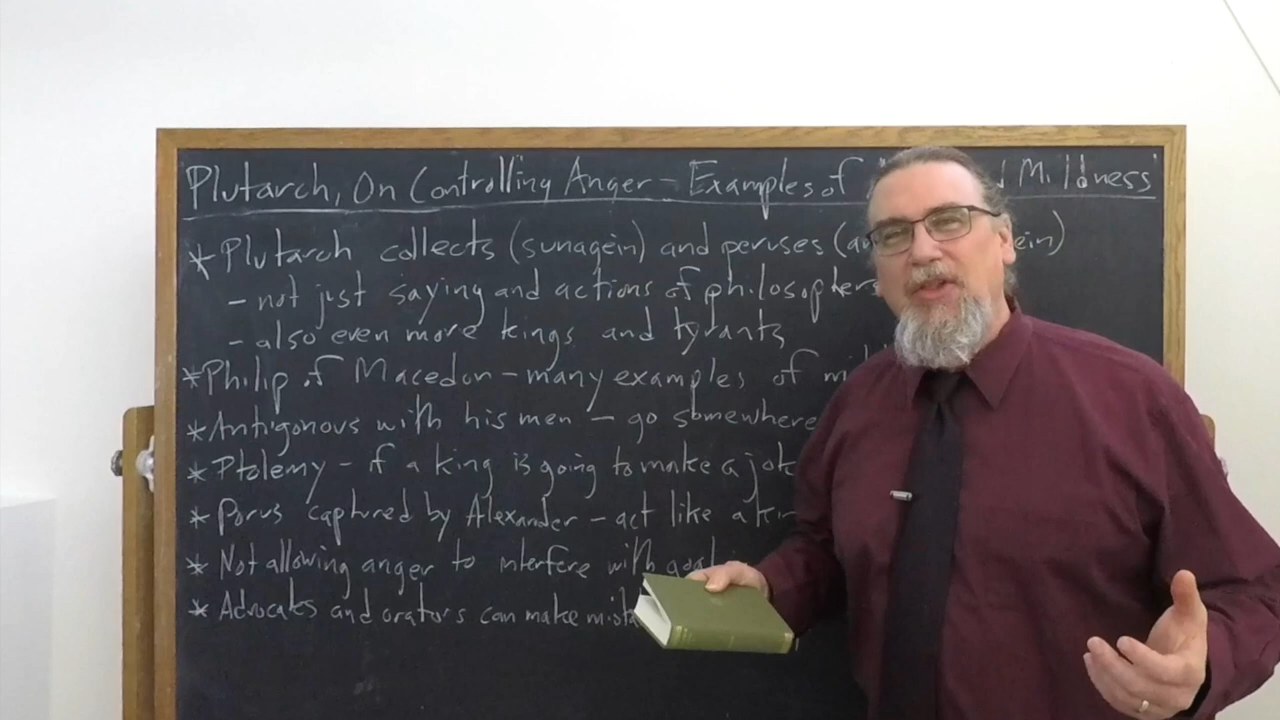 Plutarch, On Controlling Anger - Examples of Mildness
* Plutarch collects (sunagein) and peruses (an ein)
- not just saying and actions of philosophers
- also even more kings and tyrants
* Philip of Macedon - many examples of
* Antigonous with his men - go somewhere
* Ptolemy - if a king is going to make a joke
* Porus captured by Alexander - act like a
* Not allowing anger to interfere with goal
* Advocates and orators can make